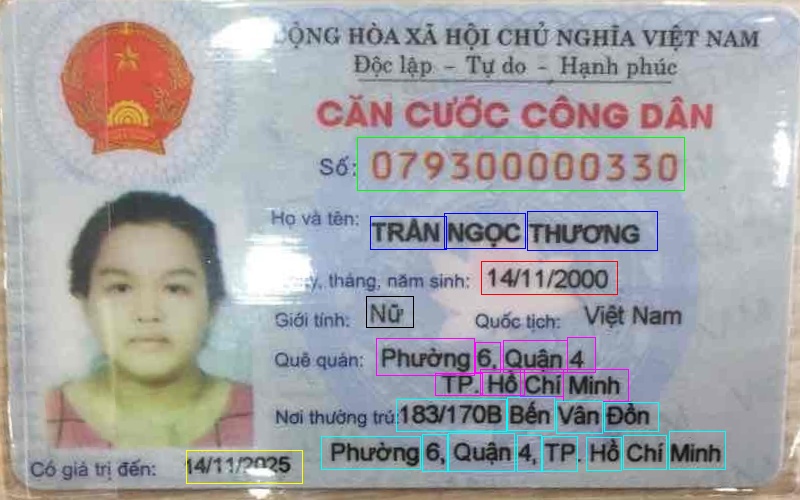 CỘNG HÒA XÃ HỘI CHỦ NGHĨA VIỆT NAM
Độc lập - Tự do - Hạnh phúc
CĂN CƯỚC CÔNG DÂN
Số: 079300000330
Họ và tên: TRẦN NGỌC THƯƠNG
tháng, năm sinh: 14/11/2000
Giới tính: Nữ Quốc tịch: Việt Nam
Quê quán: Phường 6, Quận 4
TP. Hồ Chí Minh
Nơi thường trú: 183/170B Bến Vân Đồn
Phường 6, Quận 4, TP. Hồ Chí Minh
Có giá trị đến: 14/11/2025